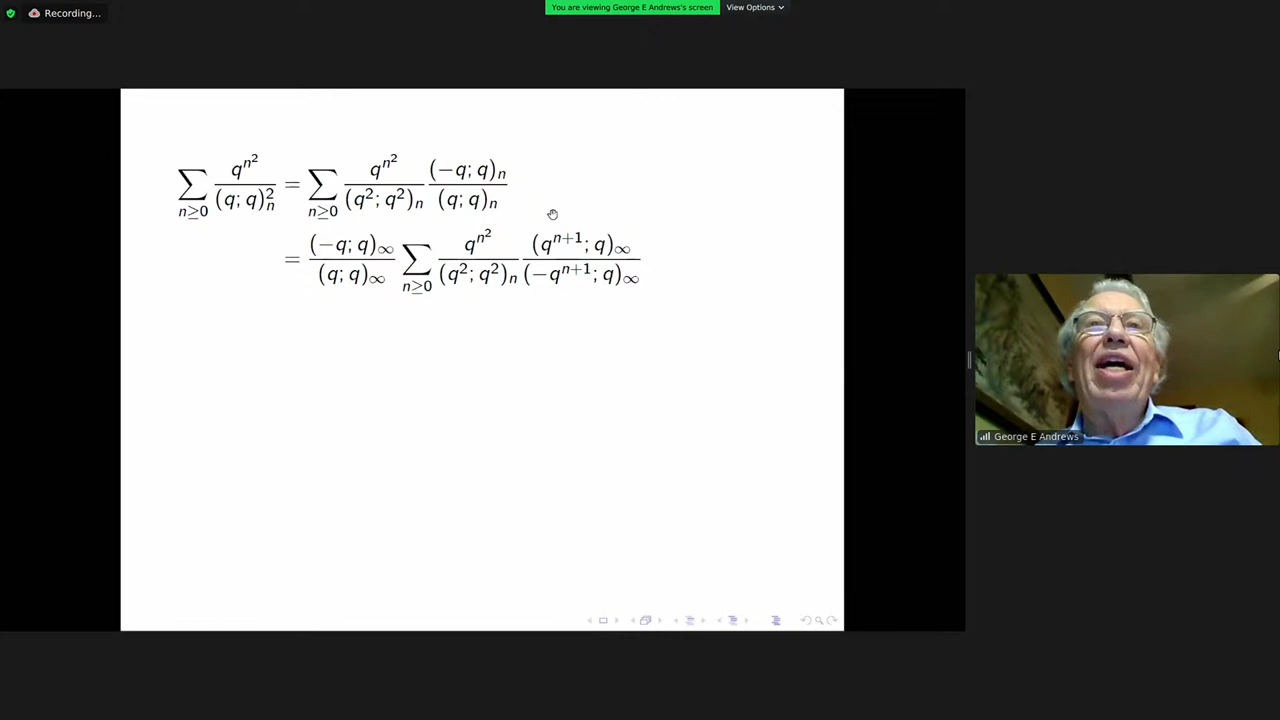 Recording...
You are viewing George E Andrews's screen View Options
$\sum_{n \geq 0} \frac{q^{n^2}}{(q; q)_n^2} = \sum_{n \geq 0} \frac{q^{n^2}}{(q^2; q^2)_n} \frac{(-q; q)_n}{(q; q)_n}$
$= \frac{(-q; q)_\infty}{(q; q)_\infty} \sum_{n \geq 0} \frac{q^{n^2}}{(q^2; q^2)_n} \frac{(q^{n+1}; q)_\infty}{(-q^{n+1}; q)_\infty}$
George E Andrews